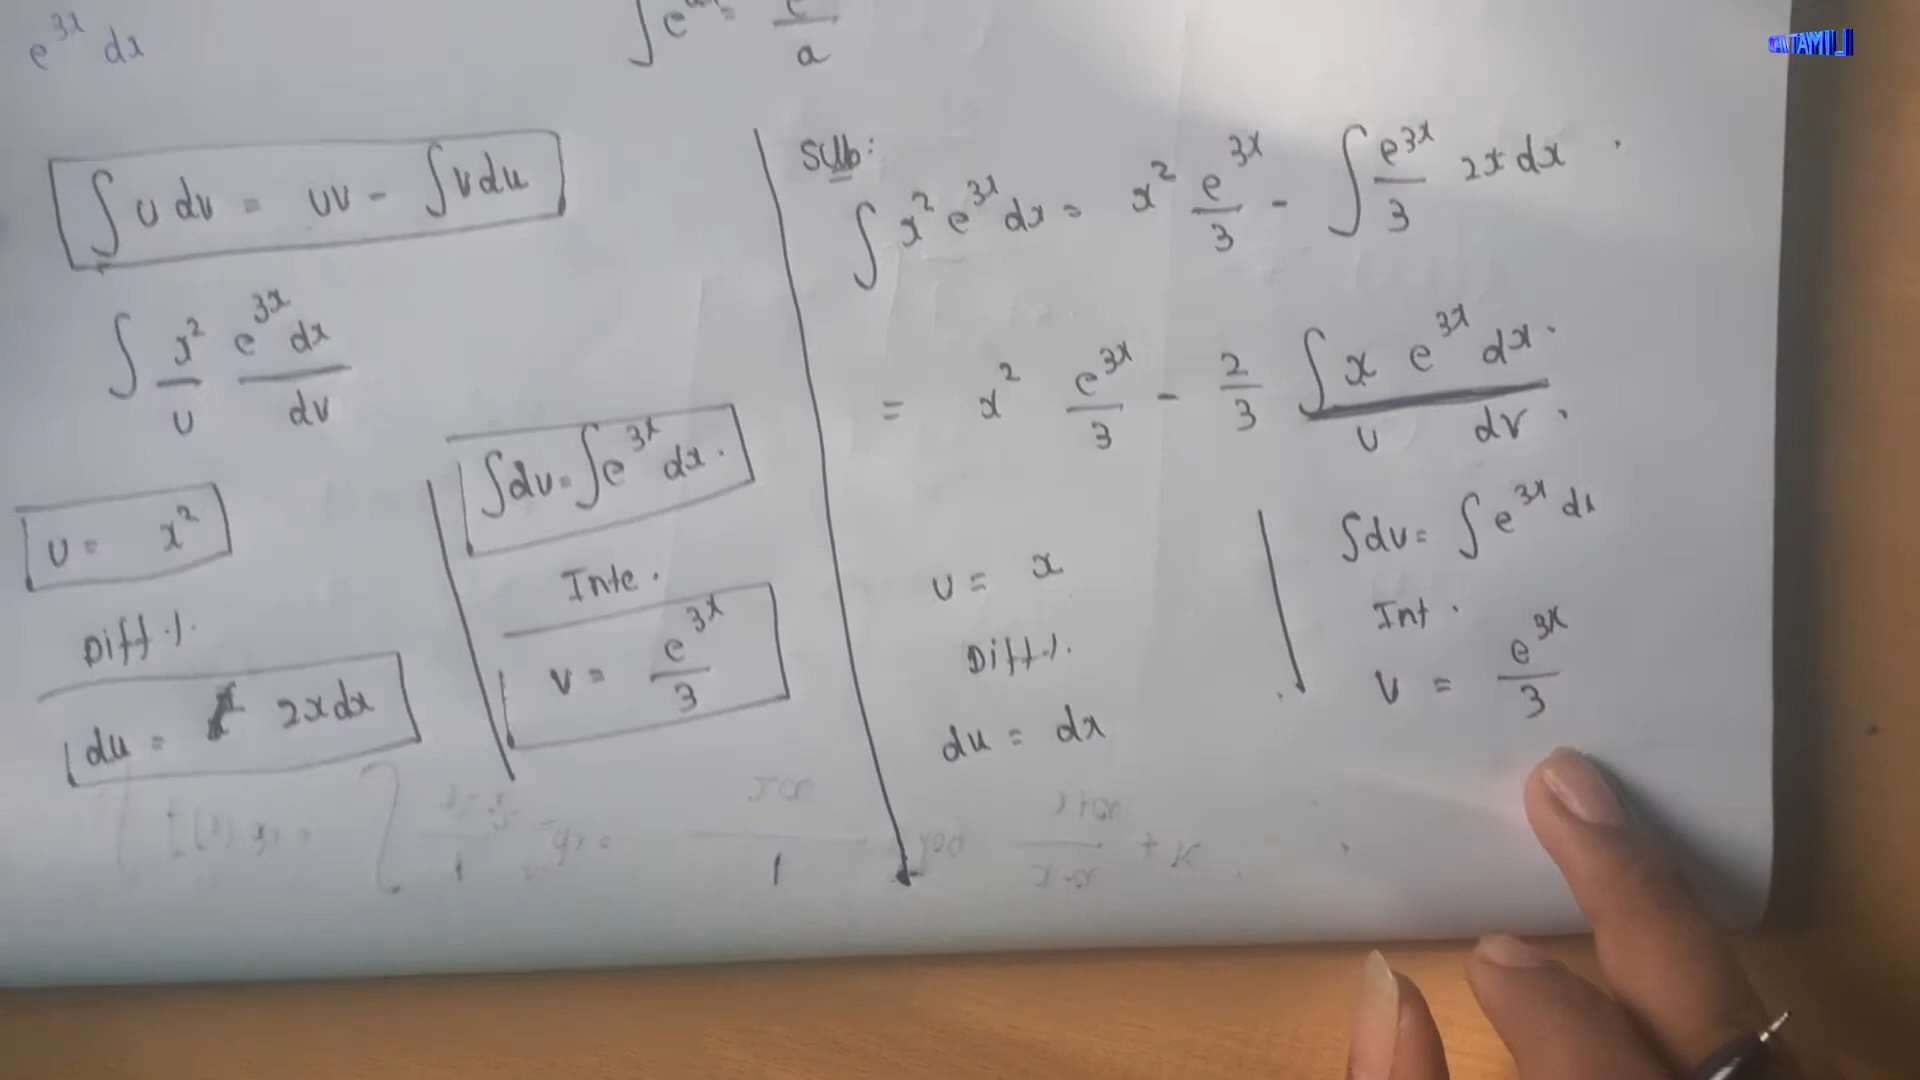 e^{3x} dx
∫e = e/a
∫ u dv = uv - ∫ v du
∫ x² e^{3x} dx
u dv
u = x²
Diff.
du = 2x dx
∫dv = ∫e^{3x} dx.
Inte.
v = e^{3x}/3
Sub:
∫ x² e^{3x} dx = x² e^{3x}/3 - ∫ e^{3x}/3 2x dx.
= x² e^{3x}/3 - 2/3 ∫ x e^{3x} dx.
u dv.
u = x
Diff.
du = dx
∫dv = ∫ e^{3x} dx
Int.
v = e^{3x}/3